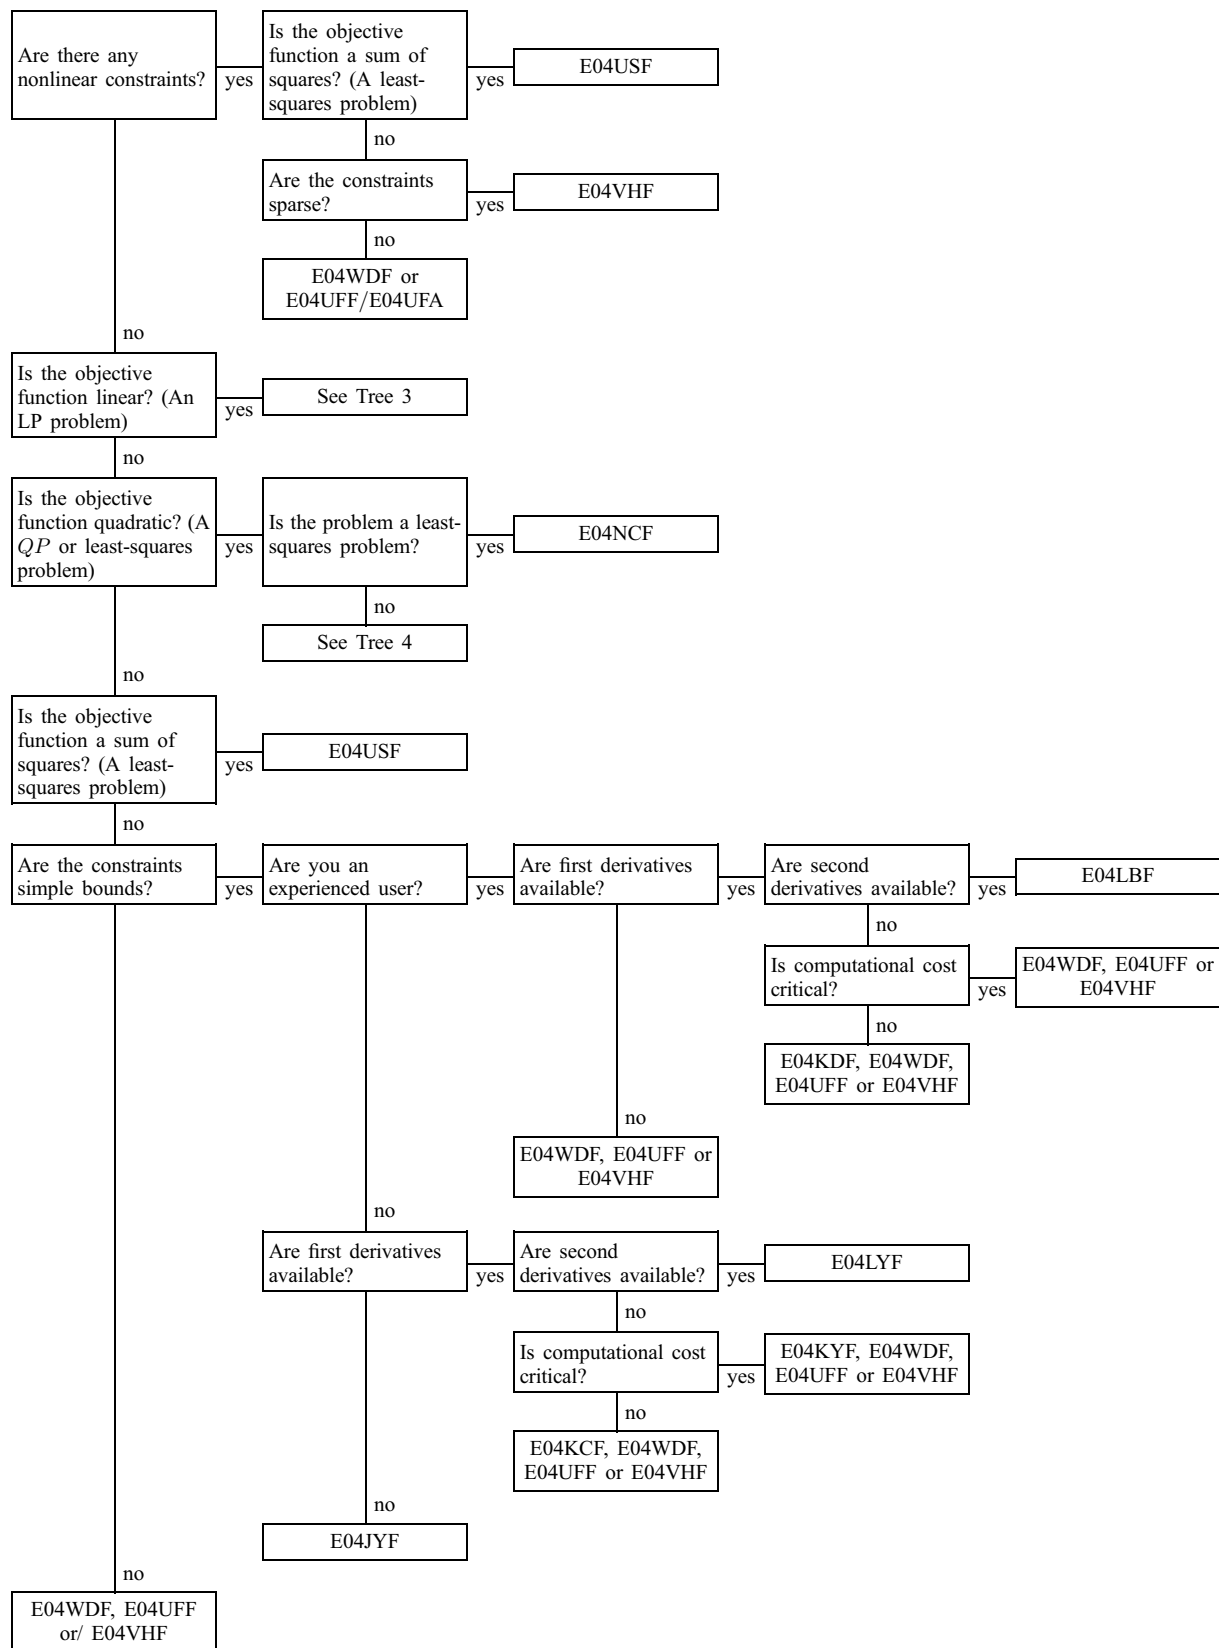 Are there any
nonlinear constraints?
yes
Is the objective
function a sum of
squares? (A least-
squares problem)
yes
E04USF
no
Are the constraints
sparse?
yes
E04VHF
no
E04WDF or
E04UFF/E04UFA
no
Is the objective
function linear? (An
LP problem)
yes
See Tree 3
no
Is the objective
function quadratic? (A
QP or least-squares
problem)
yes
Is the problem a least-
squares problem?
yes
E04NCF
no
See Tree 4
no
Is the objective
function a sum of
squares? (A least-
squares problem)
yes
E04USF
no
Are the constraints
simple bounds?
yes
Are you an
experienced user?
yes
Are first derivatives
available?
yes
Are second
derivatives available?
yes
E04LBF
no
Is computational cost
critical?
yes
E04WDF, E04UFF or
E04VHF
no
E04KDF, E04WDF,
E04UFF or E04VHF
no
E04WDF, E04UFF or
E04VHF
no
Are first derivatives
available?
yes
Are second
derivatives available?
yes
E04LYF
no
Is computational cost
critical?
yes
E04KYF, E04WDF,
E04UFF or E04VHF
no
E04KCF, E04WDF,
E04UFF or E04VHF
no
E04JYF
no
E04WDF, E04UFF
or/ E04VHF